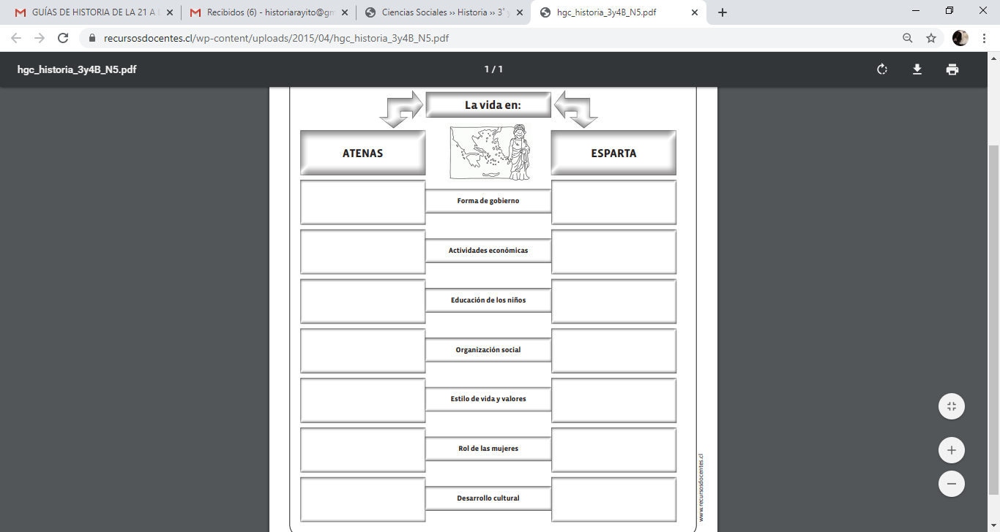 GUÍAS DE HISTORIA DE LA 21 A
Recibidos (6) - historiarayito@gm
Ciencias Sociales ›› Historia ›› 3°
hgc_historia_3y4B_N5.pdf
recursosdocentes.cl/wp-content/uploads/2015/04/hgc_historia_3y4B_N5.pdf
hgc_historia_3y4B_N5.pdf
1 / 1
La vida en:
ATENAS
ESPARTA
Forma de gobierno
Actividades económicas
Educación de los niños
Organización social
Estilo de vida y valores
Rol de las mujeres
Desarrollo cultural
www.recursosdocentes.cl